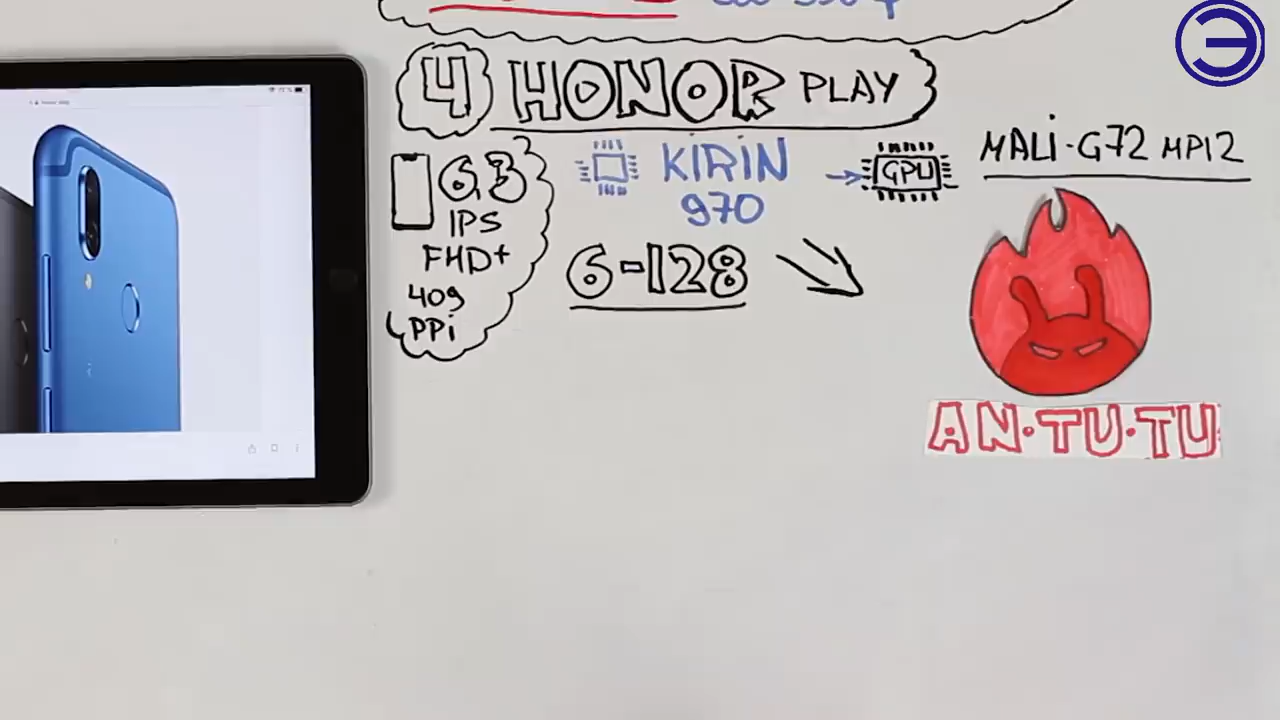 4 HONOR PLAY
6,3
IPS
FHD+
409
PPi
KIRIN
970
GPU
MALI-G72 MP12
6-128
AN·TU·TU